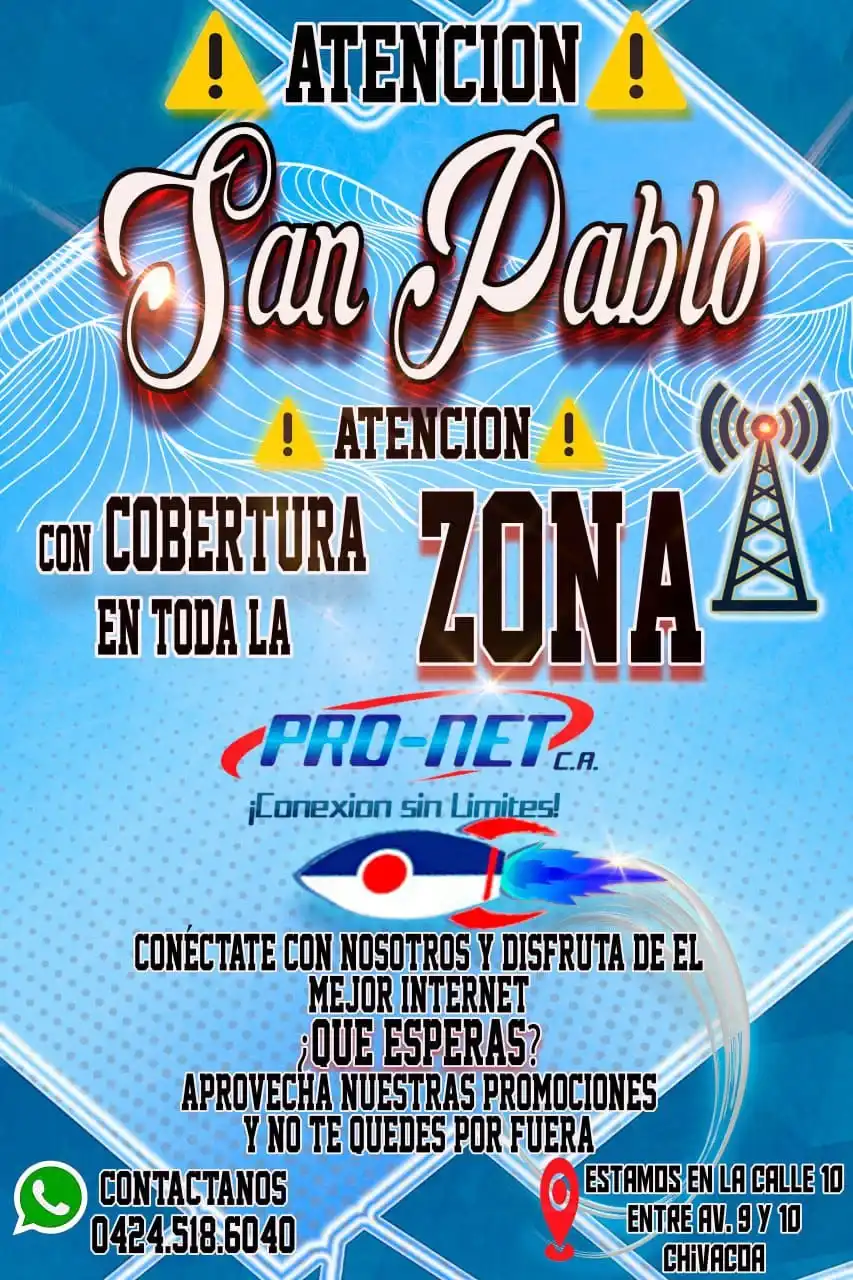 ATENCION
San Pablo
ATENCION
CON COBERTURA
EN TODA LA
ZONA
PRO-NET C.A.
¡Conexion sin Limites!
CONÉCTATE CON NOSOTROS Y DISFRUTA DE EL
MEJOR INTERNET
¿QUE ESPERAS?
APROVECHA NUESTRAS PROMOCIONES
Y NO TE QUEDES POR FUERA
CONTACTANOS
0424.518.6040
ESTAMOS EN LA CALLE 10
ENTRE AV. 9 Y 10
CHIVACOA